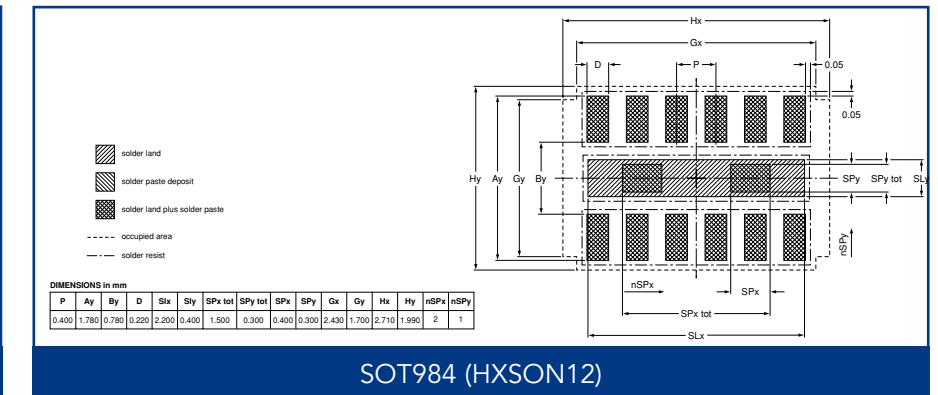 Hx
Gx
D
P
0.05
0.05
solder land
solder paste deposit
solder land plus solder paste
occupied area
solder resist
Hy
Ay
Gy
By
SPy
SPy tot
SLy
nSPy
nSPx
SPx
SPx tot
SLx
DIMENSIONS in mm
P Ay By D Slx Sly SPx tot SPy tot SPx SPy Gx Gy Hx Hy nSPx nSPy
0.400 1.780 0.780 0.220 2.200 0.400 1.500 0.300 0.400 0.300 2.430 1.700 2.710 1.990 2 1
SOT984 (HXSON12)